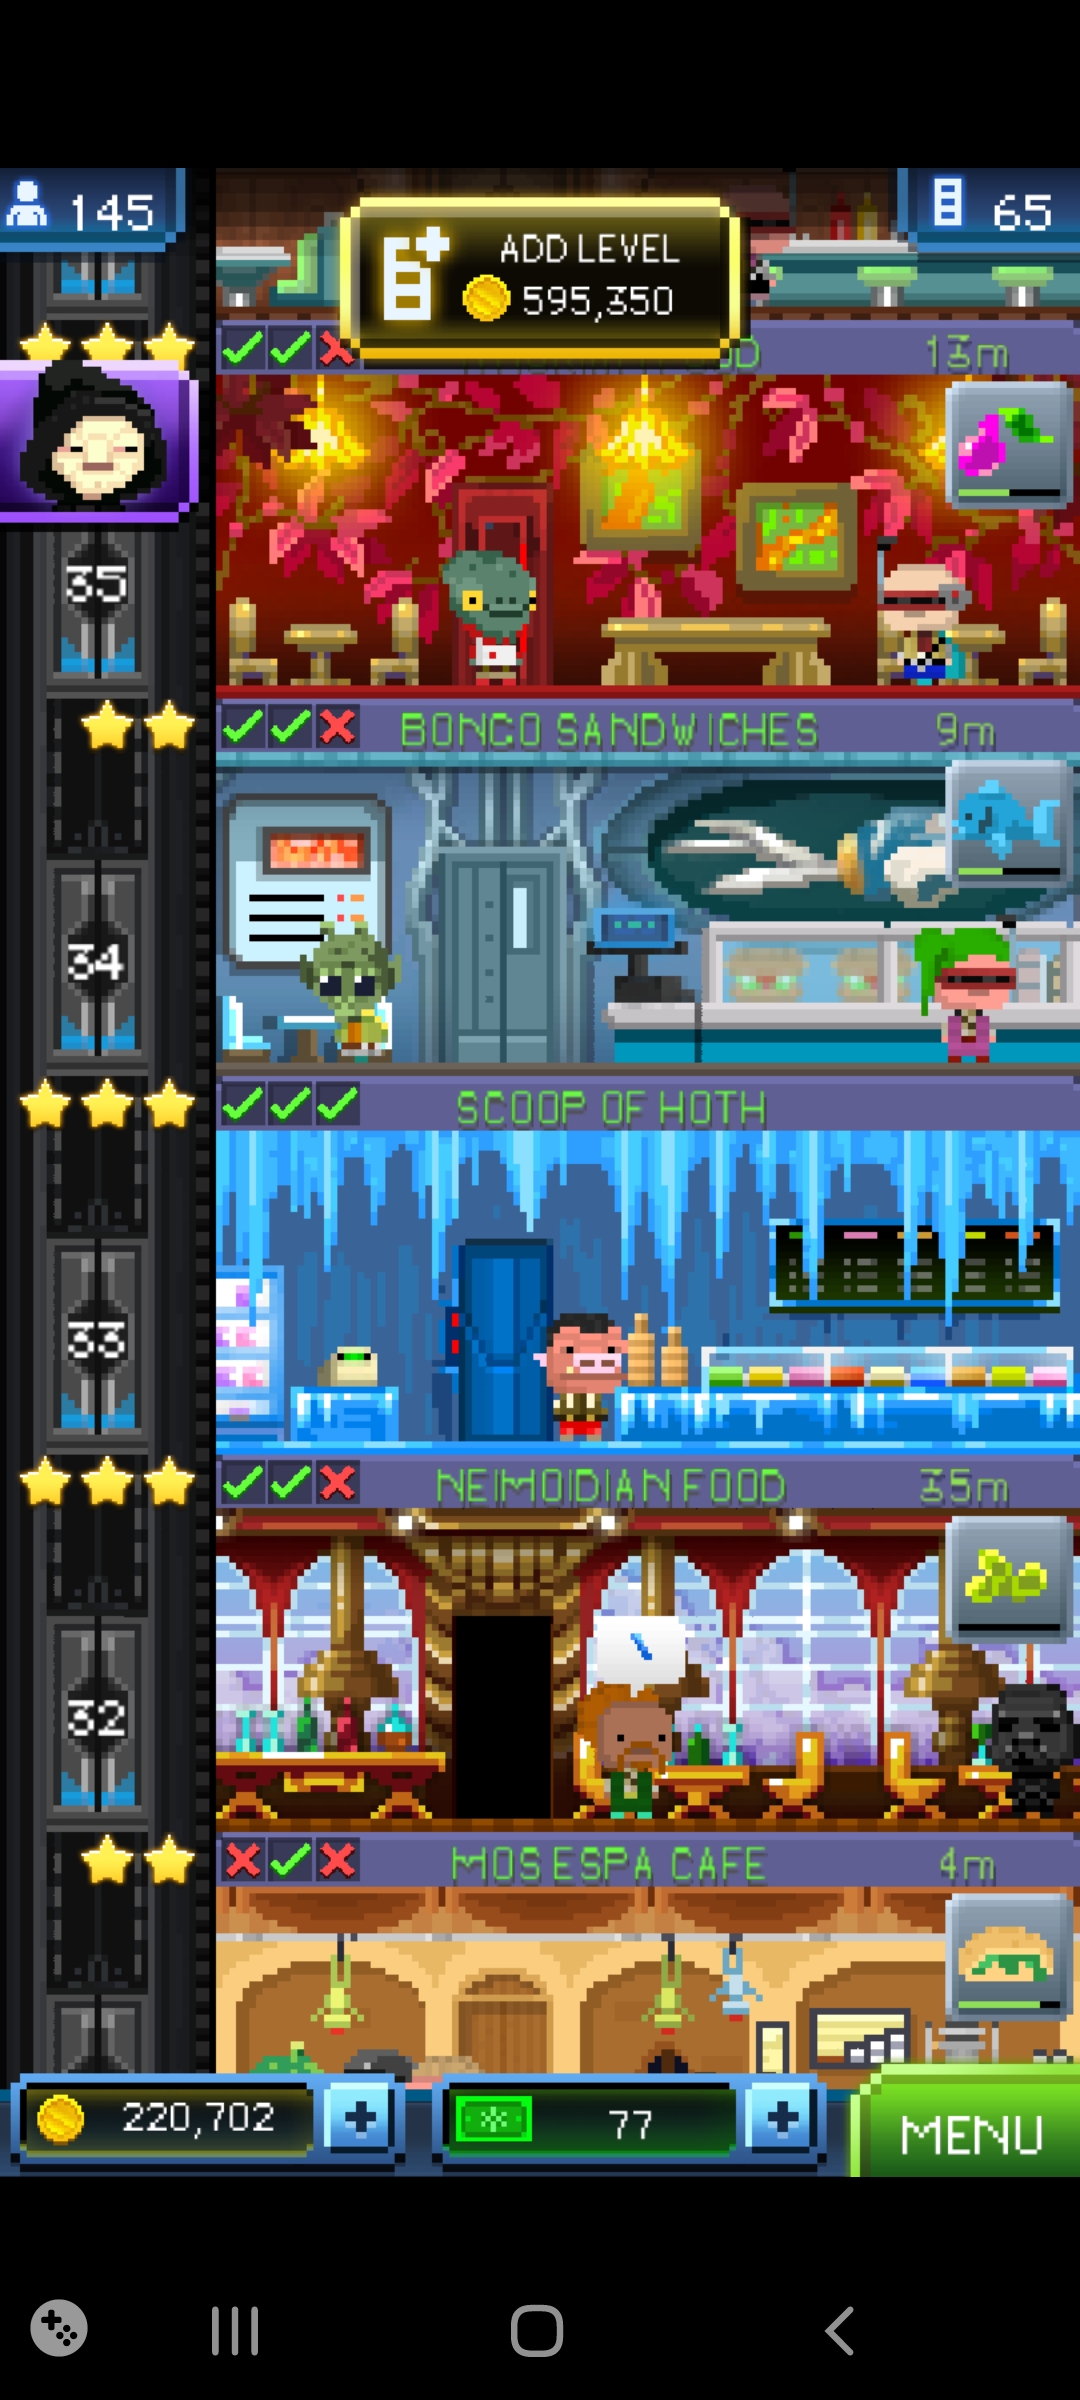 145
65
ADD LEVEL
595,350
13m
35
BONGO SANDWICHES
9m
34
SCOOP OF HOTH
33
NEIMOIDIAN FOOD
35m
32
MOS ESPA CAFE
4m
220,702
77
MENU